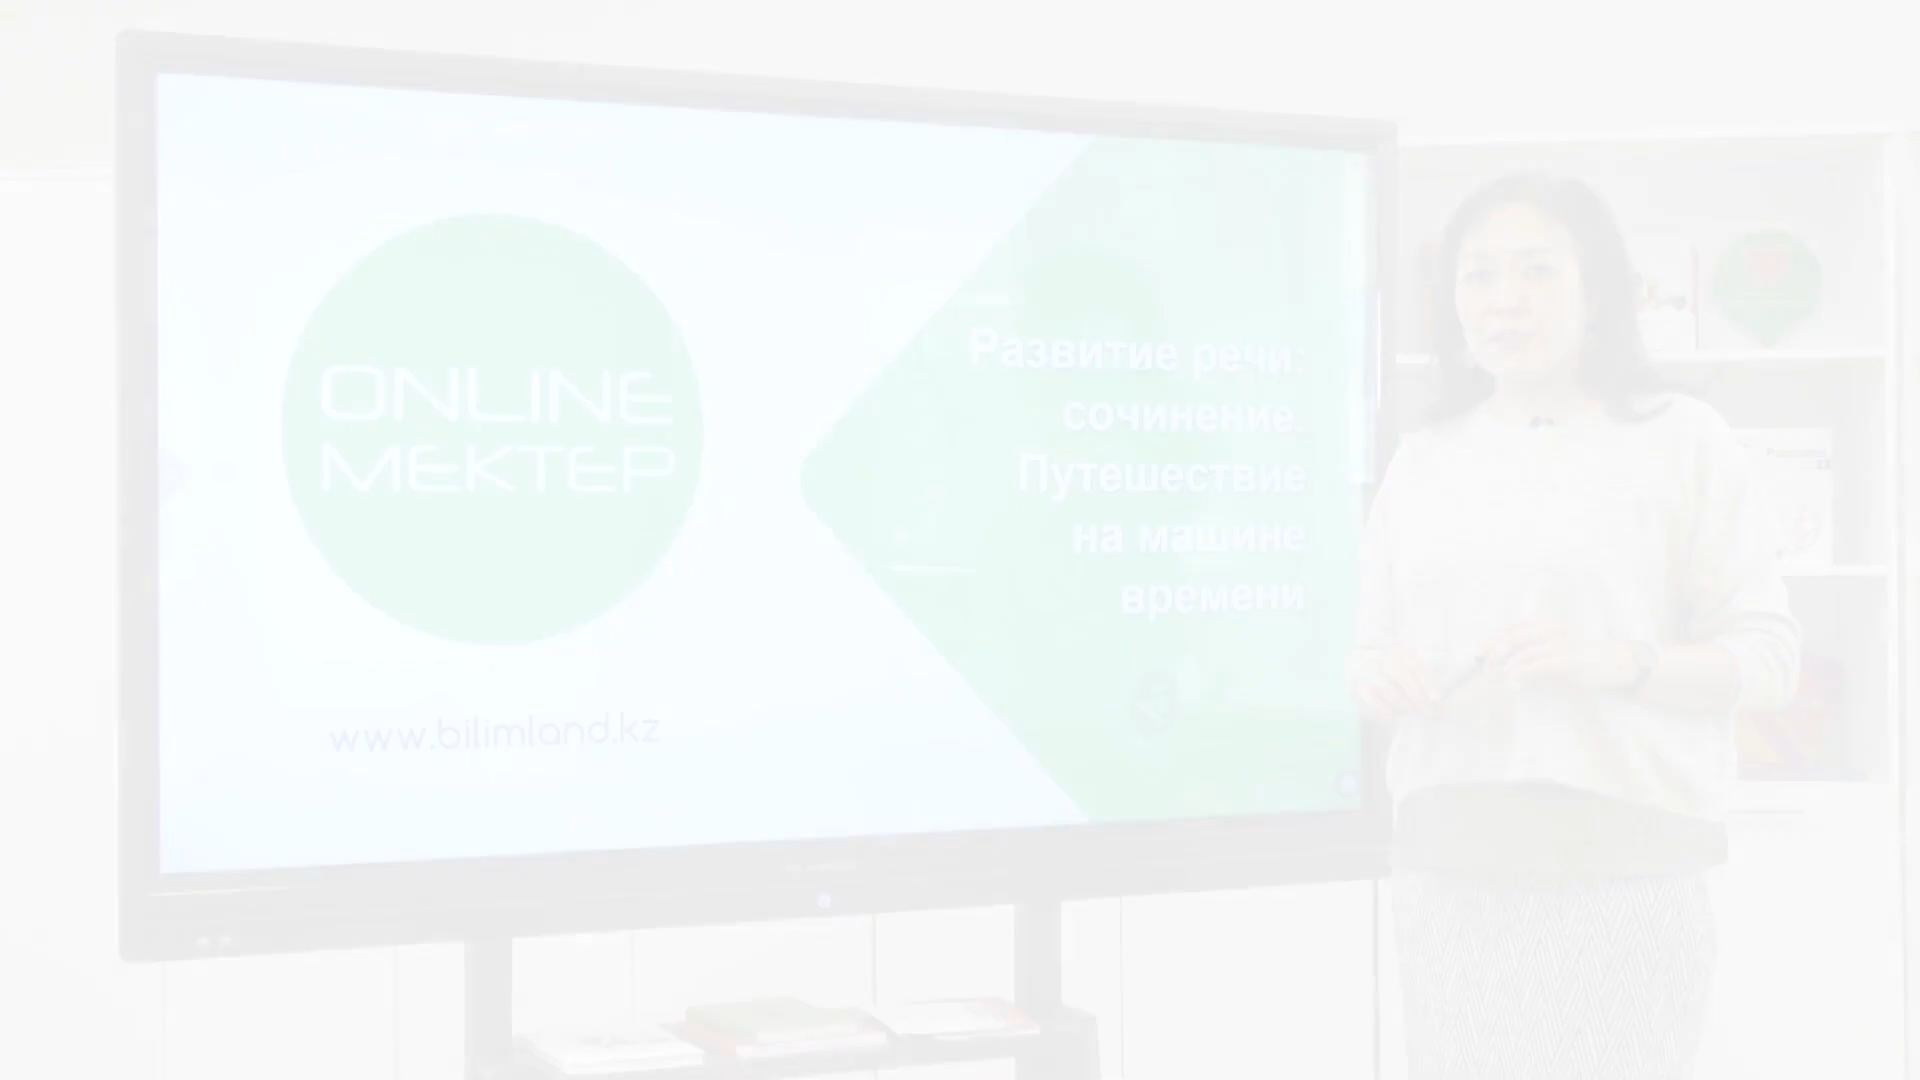 ONLINE
MEKTEP
www.bilimland.kz
Развитие речи:
сочинение.
Путешествие
на машине
времени